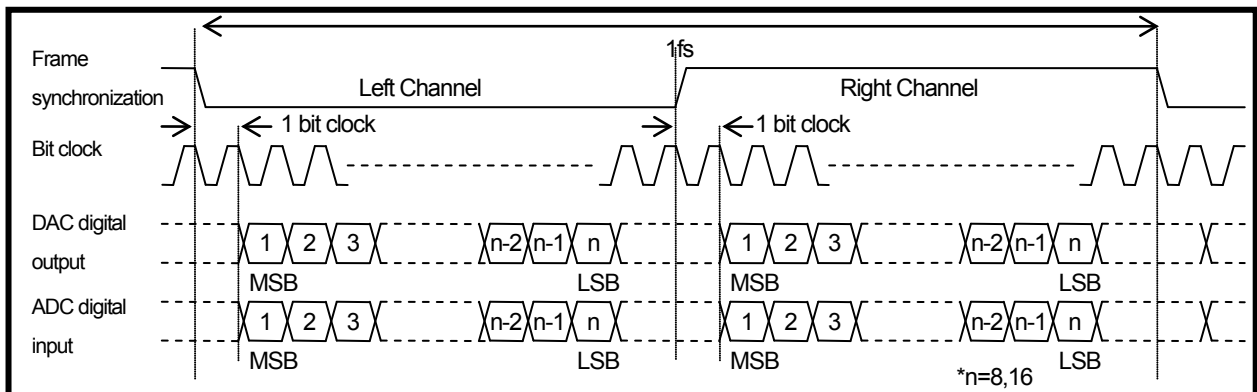 1fs
Frame
synchronization
Left Channel
Right Channel
1 bit clock
1 bit clock
Bit clock
DAC digital
output
1 2 3 n-2 n-1 n 1 2 3 n-2 n-1 n
MSB LSB MSB LSB
ADC digital
input
1 2 3 n-2 n-1 n 1 2 3 n-2 n-1 n
MSB LSB MSB LSB
*n=8,16